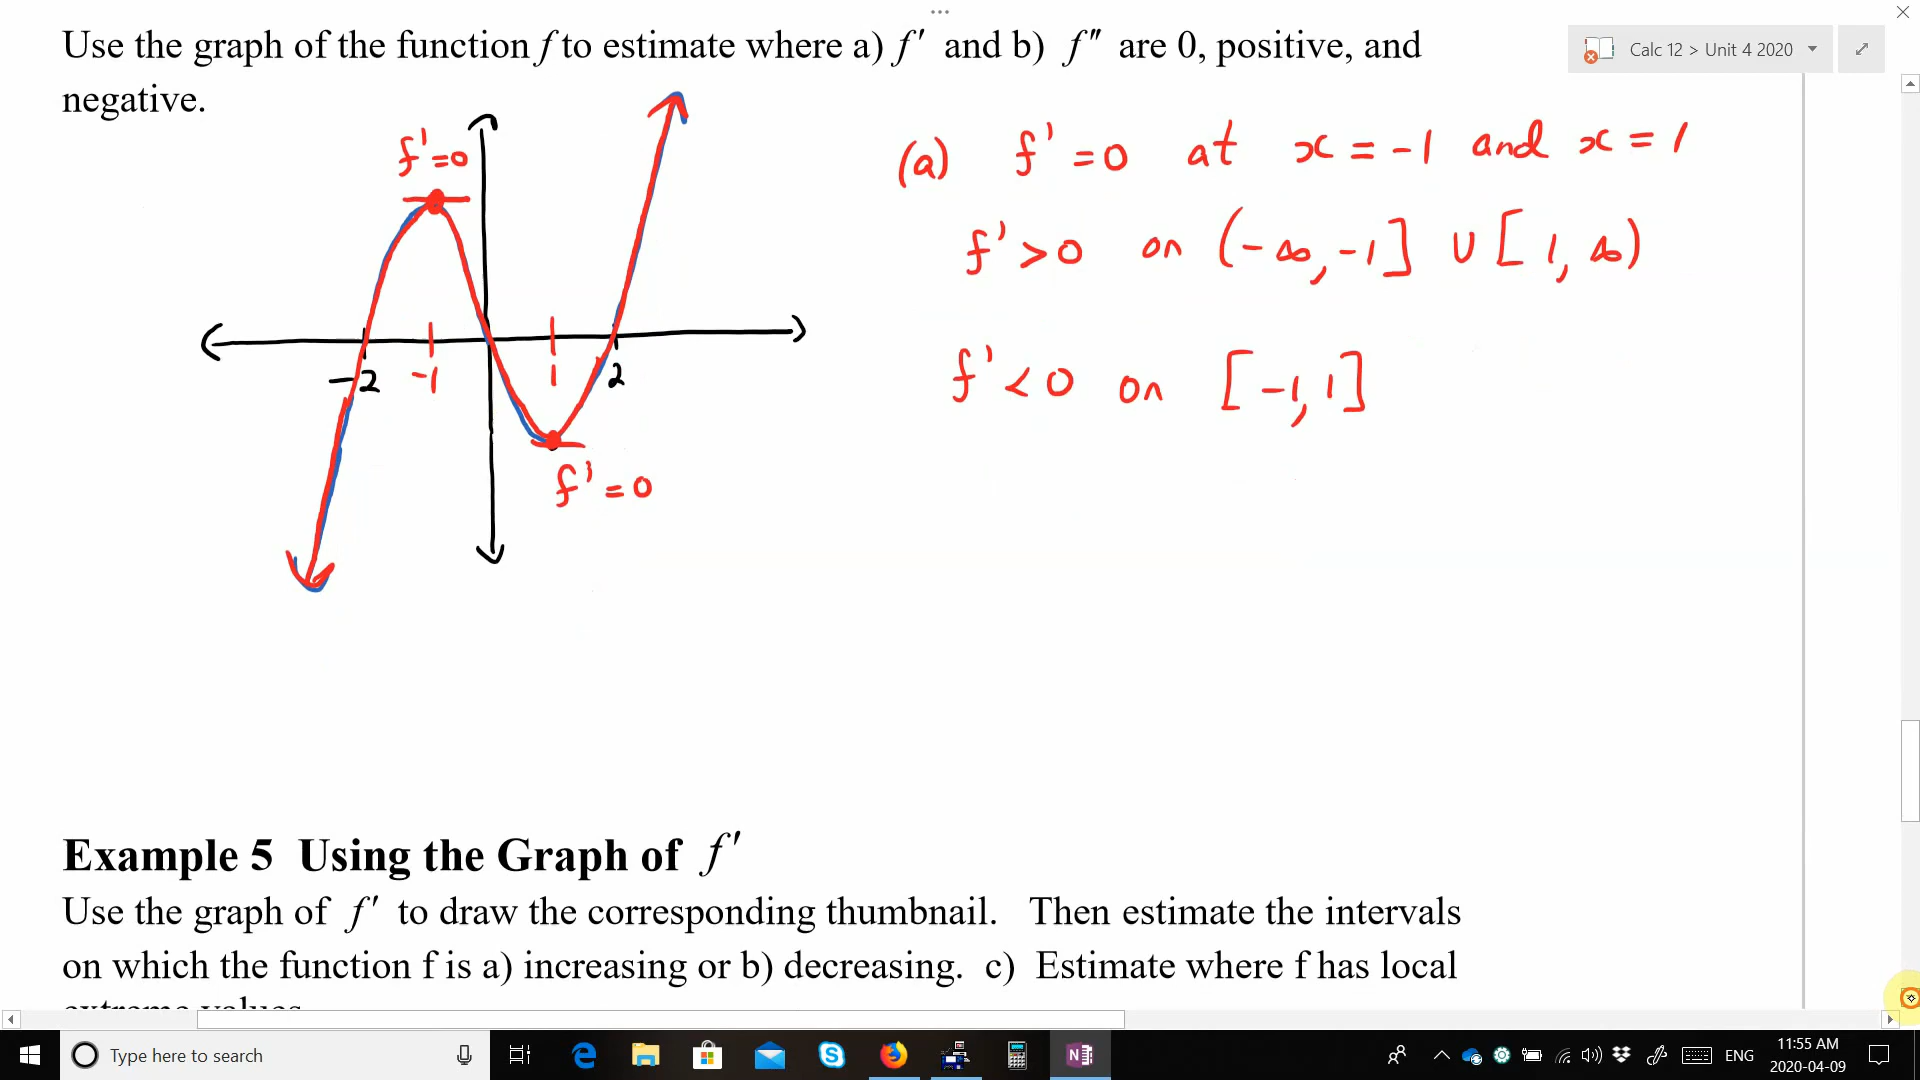 Use the graph of the function f to estimate where a) f′ and b) f″ are 0, positive, and
negative.
Calc 12 > Unit 4 2020
f'=0
(a) f'=0 at x=-1 and x=1
f'>0 on (-∞,-1] ∪ [1,∞)
-2 -1 1 2
f'<0 on [-1,1]
f'=0
Example 5 Using the Graph of f′
Use the graph of f′ to draw the corresponding thumbnail. Then estimate the intervals
on which the function f is a) increasing or b) decreasing. c) Estimate where f has local
extreme values
Type here to search
ENG
11:55 AM
2020-04-09